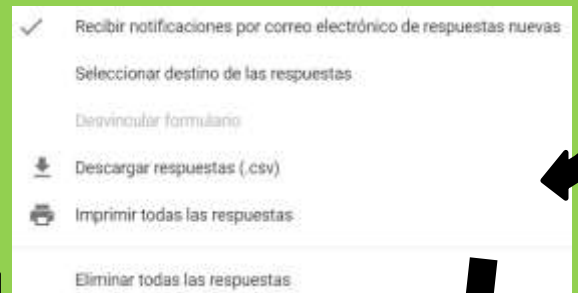 Recibir notificaciones por correo electrónico de respuestas nuevas
Seleccionar destino de las respuestas
Desvincular formulario
Descargar respuestas (.csv)
Imprimir todas las respuestas
Eliminar todas las respuestas